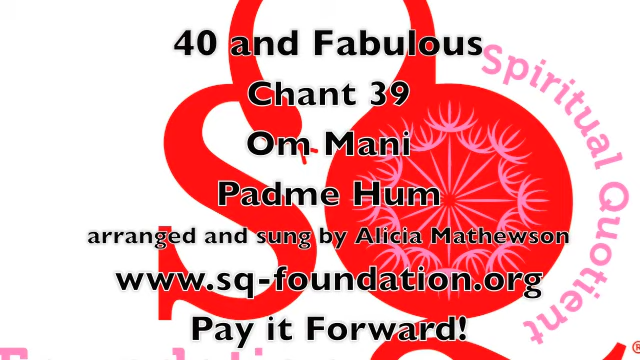 40 and Fabulous
Chant 39
Om Mani
Padme Hum
arranged and sung by Alicia Mathewson
www.sq-foundation.org
Pay it Forward!
Spiritual Quotient
SQ